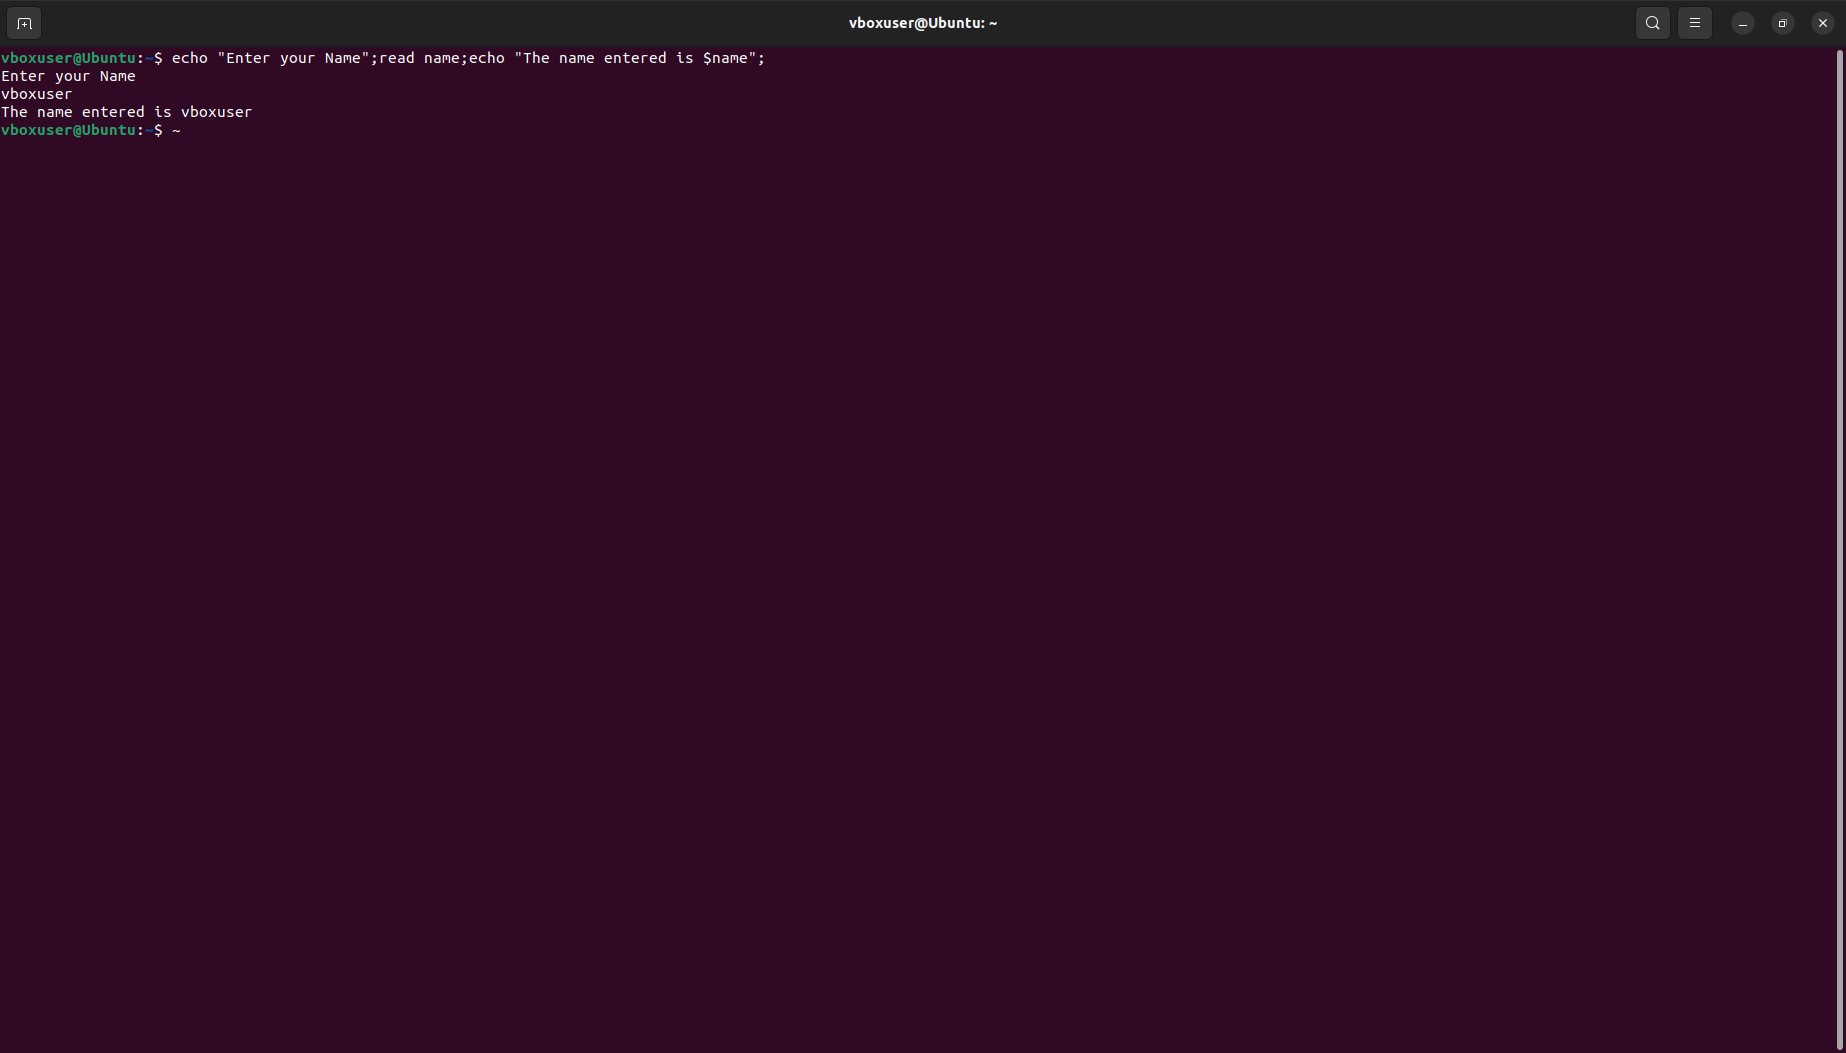 vboxuser@Ubuntu: ~
vboxuser@Ubuntu:~$ echo "Enter your Name";read name;echo "The name entered is $name";
Enter your Name
vboxuser
The name entered is vboxuser
vboxuser@Ubuntu:~$ ~